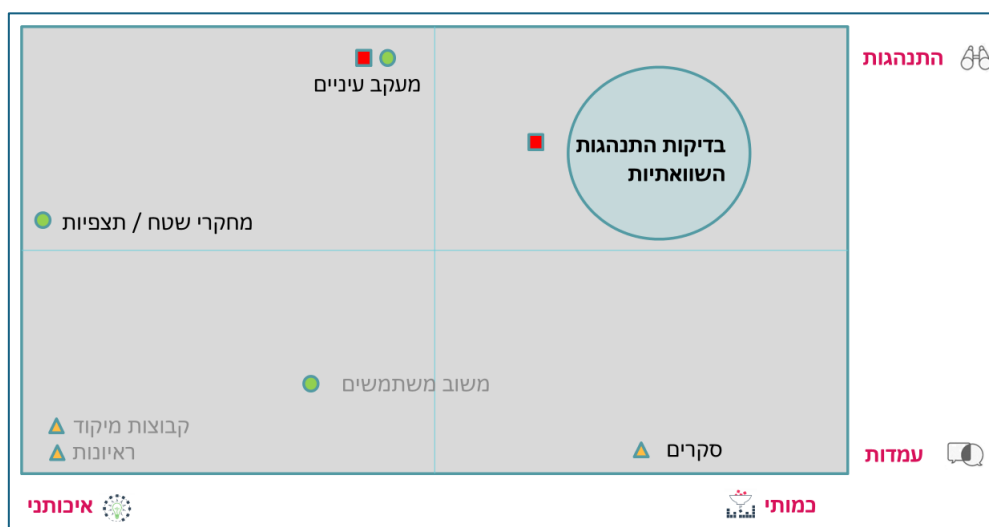 התנהגות
מעקב עיניים
בדיקות התנהגות
השוואתיות
מחקרי שטח / תצפיות
משוב משתמשים
קבוצות מיקוד
ראיונות
סקרים
עמדות
כמותי
איכותני